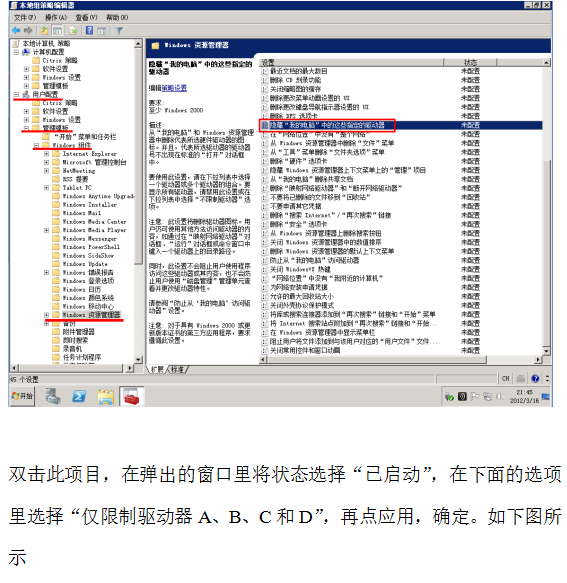 本地组策略编辑器
文件(F) 操作(A) 查看(V) 帮助(H)
本地计算机 策略
计算机配置
Citrix 策略
软件设置
Windows 设置
管理模板
用户配置
Citrix 策略
软件设置
Windows 设置
管理模板
“开始”菜单和任务栏
Windows 组件
Internet Explorer
Microsoft 管理控制台
NetMeeting
RSS 提要
Tablet PC
Windows Anytime Upgrade
Windows Installer
Windows Mail
Windows Media Center
Windows Media Player
Windows Messenger
Windows PowerShell
Windows SideShow
Windows Update
Windows 错误报告
Windows 登录选项
Windows 日历
Windows 颜色系统
Windows 移动中心
Windows 资源管理器
备份
附件管理器
即时搜索
录音机
任务计划程序
Windows 资源管理器
隐藏“我的电脑”中的这些指定的
驱动器
编辑策略设置
要求:
至少 Windows 2000
描述:
从“我的电脑”和 Windows 资源管理
器中删除代表所选硬件驱动器的图
标。并且，代表所选驱动器的驱动器
号不出现在标准的“打开”对话框
中。
要使用此设置，请在下拉列表中选择
一个驱动器或多个驱动器的组合。要
显示所有驱动器，请禁用此设置或在
下拉列表中选择“不限制驱动器”选
项。
注意: 此设置将删除驱动器图标。用
户仍可使用其他方法访问驱动器的内
容，如通过在“映射网络驱动器”对
话框、“运行”对话框或命令窗口中
键入一个驱动器上的目录路径。
同时，此设置不会阻止用户使用程序
访问这些驱动器或其内容，也不会防
止用户使用“磁盘管理”管理单元查
看并更改驱动器特性。
请参阅“防止从‘我的电脑’访问驱动
器”设置。
注意: 对于具有 Windows 2000 或更
新版本证书的第三方应用程序，要求
遵循此设置。
设置 状态
最近文档的最大数目 未配置
删除 CD 刻录功能 未配置
关闭缩略图的缓存 未配置
删除更改菜单动画设置的 UI 未配置
删除更改键盘导航指示器设置的 UI 未配置
删除 DFS 选项卡 未配置
隐藏“我的电脑”中的这些指定的驱动器 未配置
在“网络位置”中没有“整个网络” 未配置
从 Windows 资源管理器中删除“文件”菜单 未配置
从“工具”菜单删除“文件夹选项”菜单 未配置
删除“硬件”选项卡 未配置
隐藏 Windows 资源管理器上下文菜单上的“管理”项目 未配置
从“我的电脑”删除共享文档 未配置
删除“映射网络驱动器”和“断开网络驱动器” 未配置
不要将已删除的文件移到“回收站” 未配置
不要申请其它凭据 未配置
删除“搜索 Internet”/“再次搜索”链接 未配置
删除“安全”选项卡 未配置
从 Windows 资源管理器上删除搜索按钮 未配置
关闭 Windows 资源管理器中的数值排序 未配置
删除 Windows 资源管理器的默认上下文菜单 未配置
防止从“我的电脑”访问驱动器 未配置
关闭 Windows+X 热键 未配置
“网络位置”中没有“我附近的计算机” 未配置
为网络安装申请凭据 未配置
允许的最大回收站大小 未配置
关闭外壳协议保护模式 未配置
将库或搜索连接器添加到“再次搜索”链接和“开始”菜单 未配置
将 Internet 搜索站点添加到“再次搜索”链接和“开始... 未配置
在 Windows 资源管理器中显示菜单栏 未配置
阻止用户将文件添加到与该用户对应的“用户文件”文件... 未配置
关闭常用控件和窗口动画 未配置
扩展 标准
45 个设置
CH
开始
21:45
2012/3/16
双击此项目，在弹出的窗口里将状态选择“已启动”，在下面的选项
里选择“仅限制驱动器 A、B、C 和 D”，再点应用，确定。如下图所
示